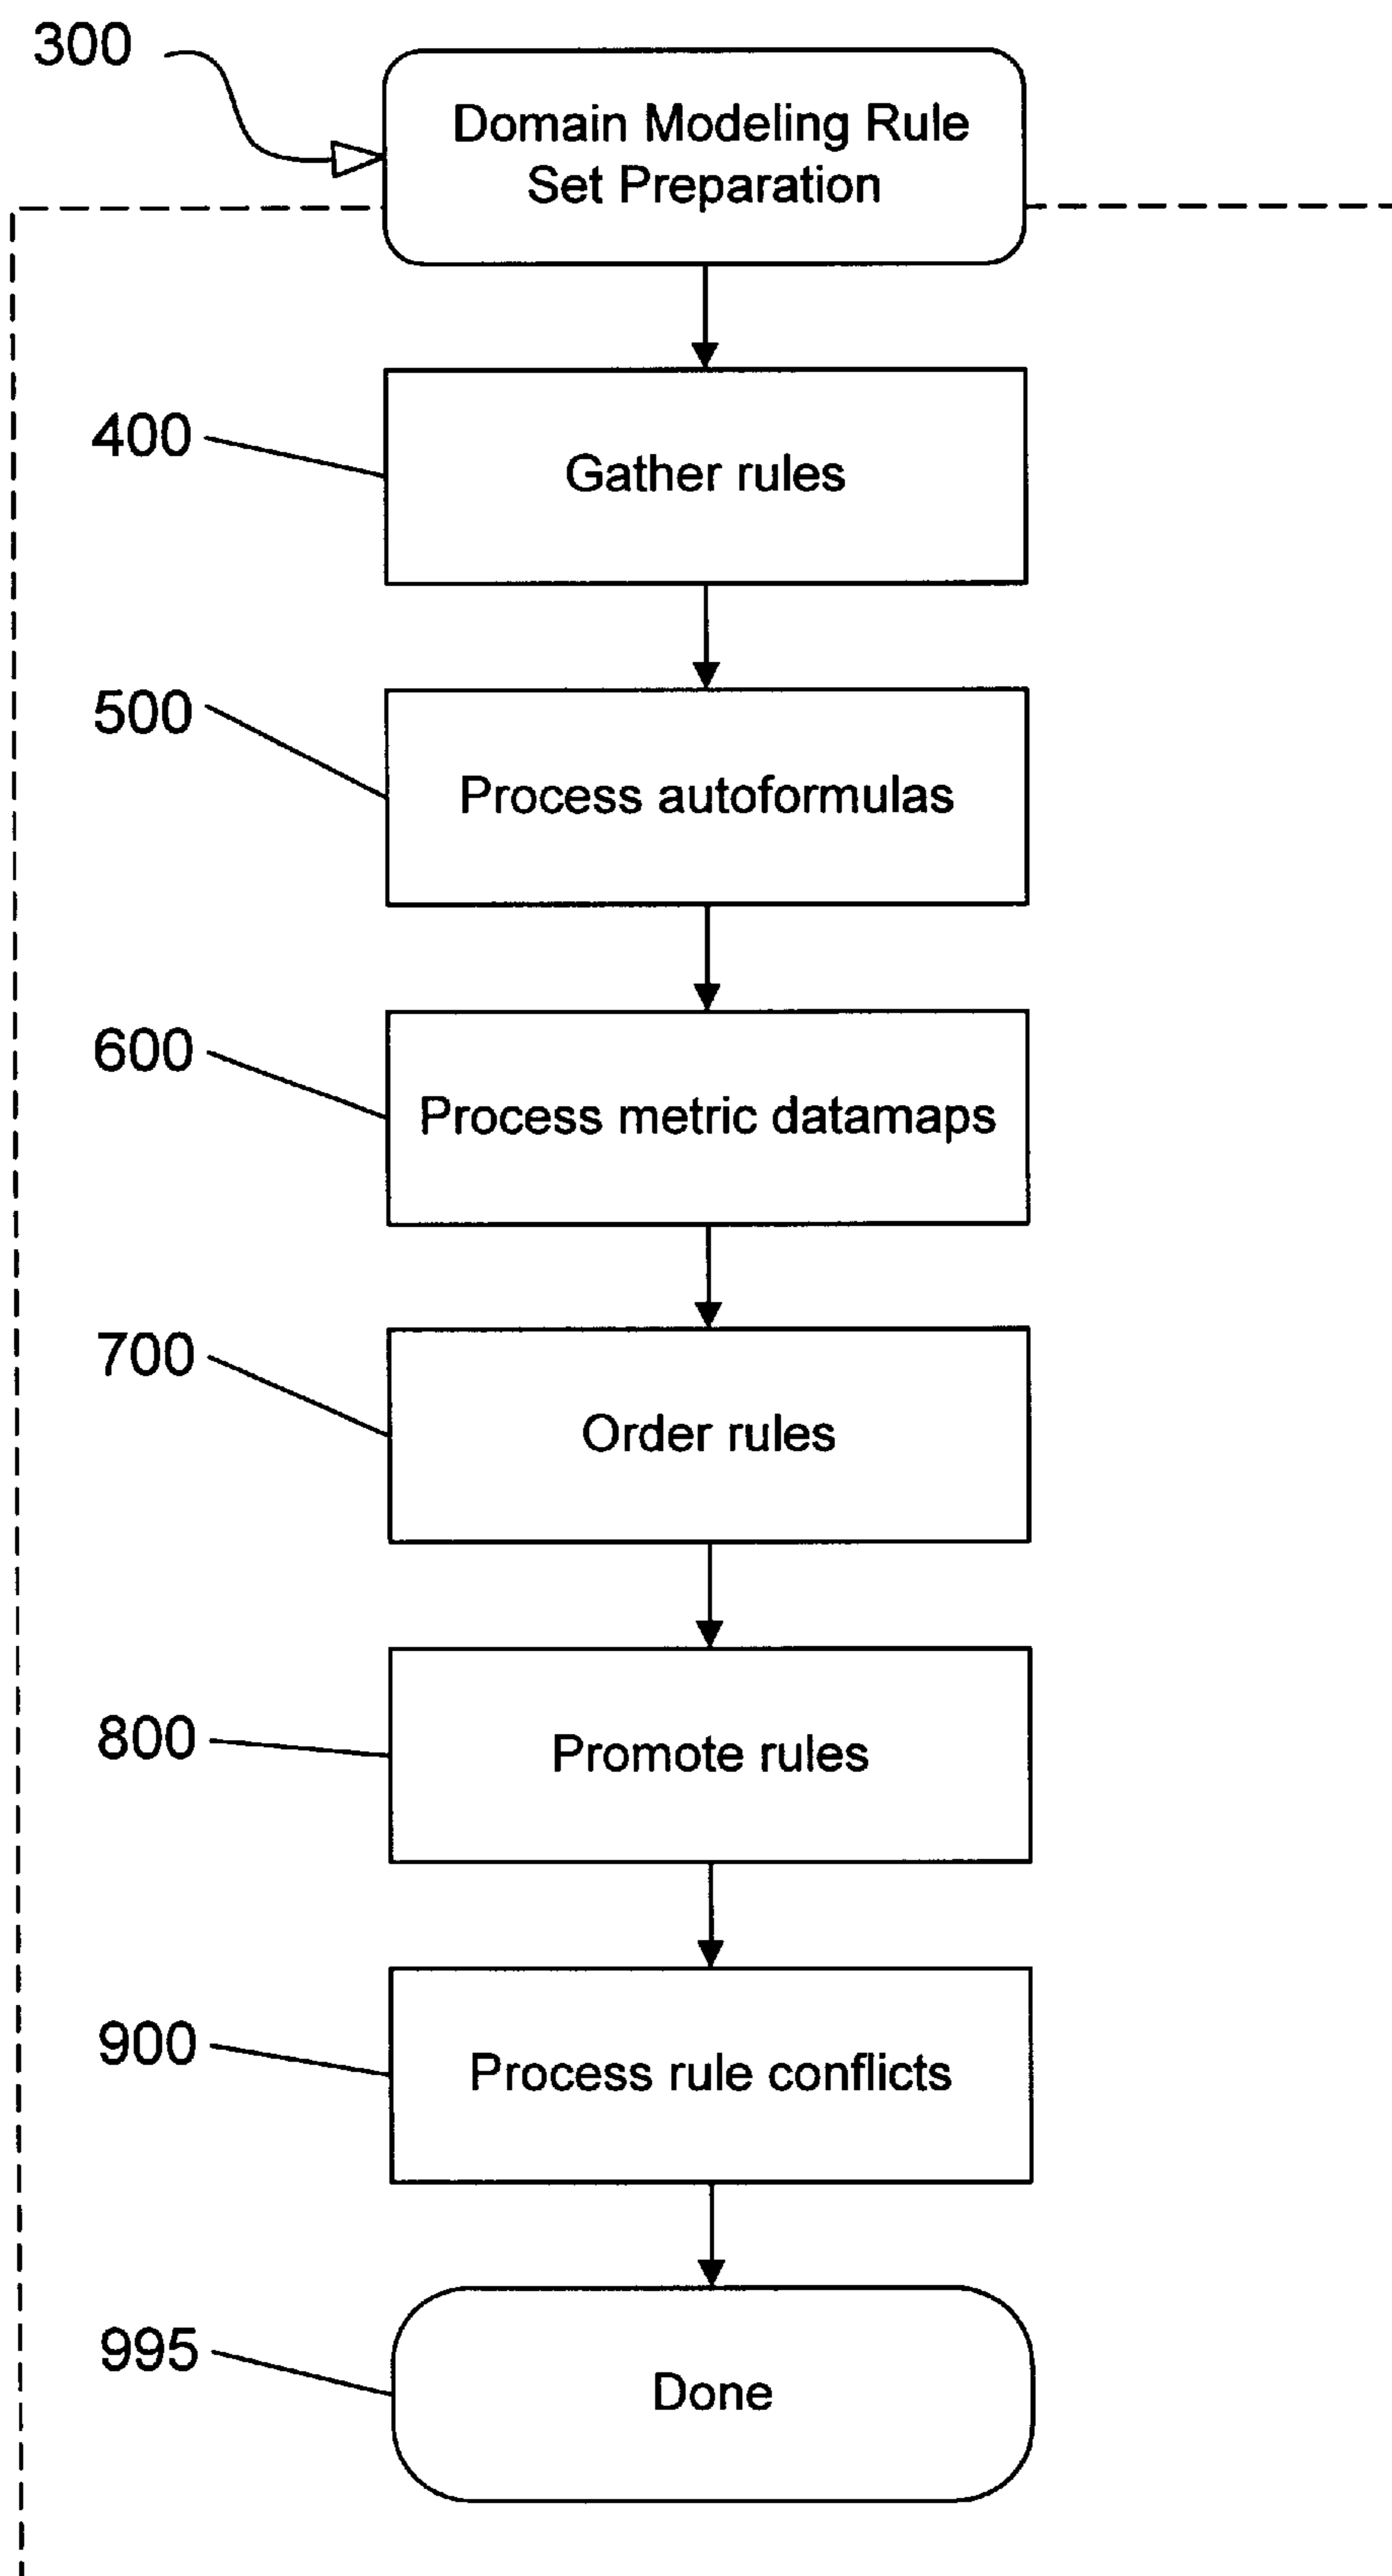 300
Domain Modeling Rule
Set Preparation
400
Gather rules
500
Process autoformulas
600
Process metric datamaps
700
Order rules
800
Promote rules
900
Process rule conflicts
995
Done